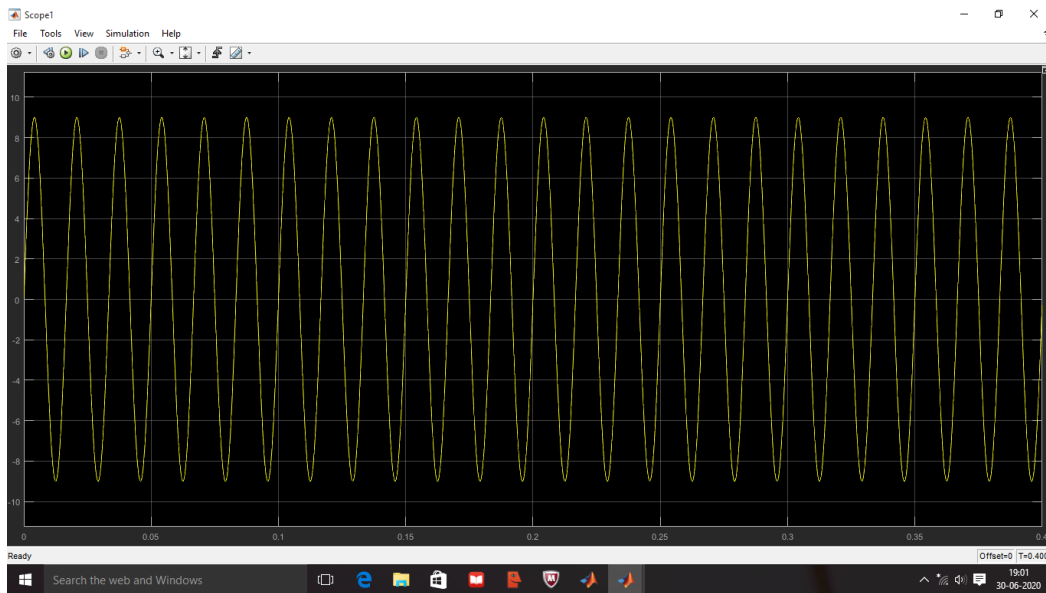 Scope1
File Tools View Simulation Help
10
8
6
4
2
0
-2
-4
-6
-8
-10
0 0.05 0.1 0.15 0.2 0.25 0.3 0.35 0.4
Ready
Offset=0 T=0.400
Search the web and Windows
19:01
30-06-2020